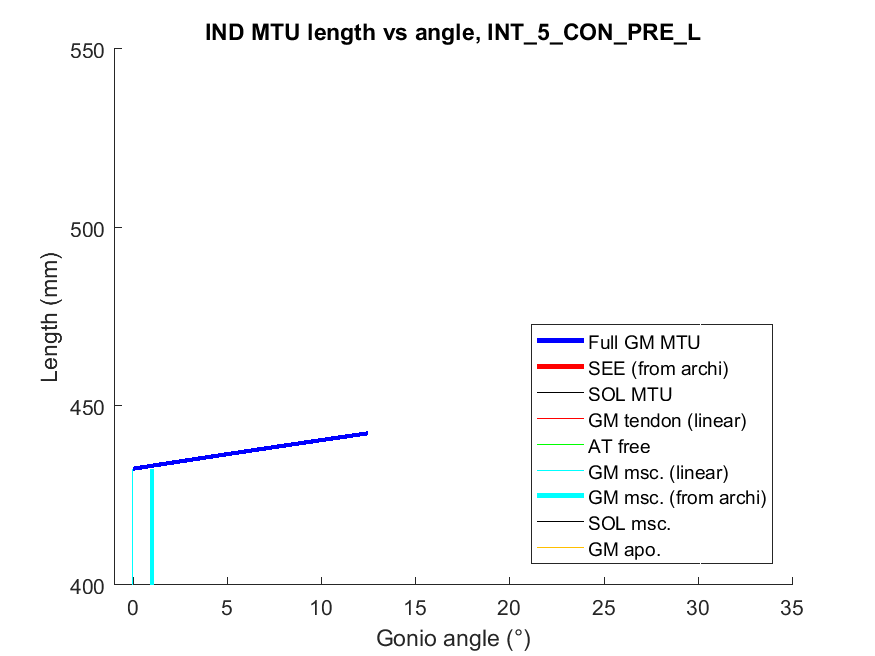 IND MTU length vs angle, INT_5_CON_PRE_L
550
500
450
400
Length (mm)
0 5 10 15 20 25 30 35
Gonio angle (°)
Full GM MTU
SEE (from archi)
SOL MTU
GM tendon (linear)
AT free
GM msc. (linear)
GM msc. (from archi)
SOL msc.
GM apo.